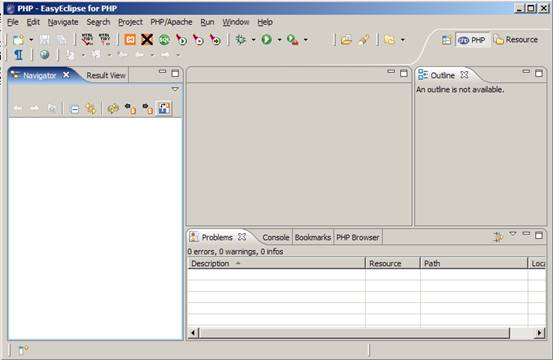 PHP - EasyEclipse for PHP
File Edit Navigate Search Project PHP/Apache Run Window Help
PHP Resource
Navigator Result View
Outline
An outline is not available.
Problems Console Bookmarks PHP Browser
0 errors, 0 warnings, 0 infos
Description Resource Path Loca